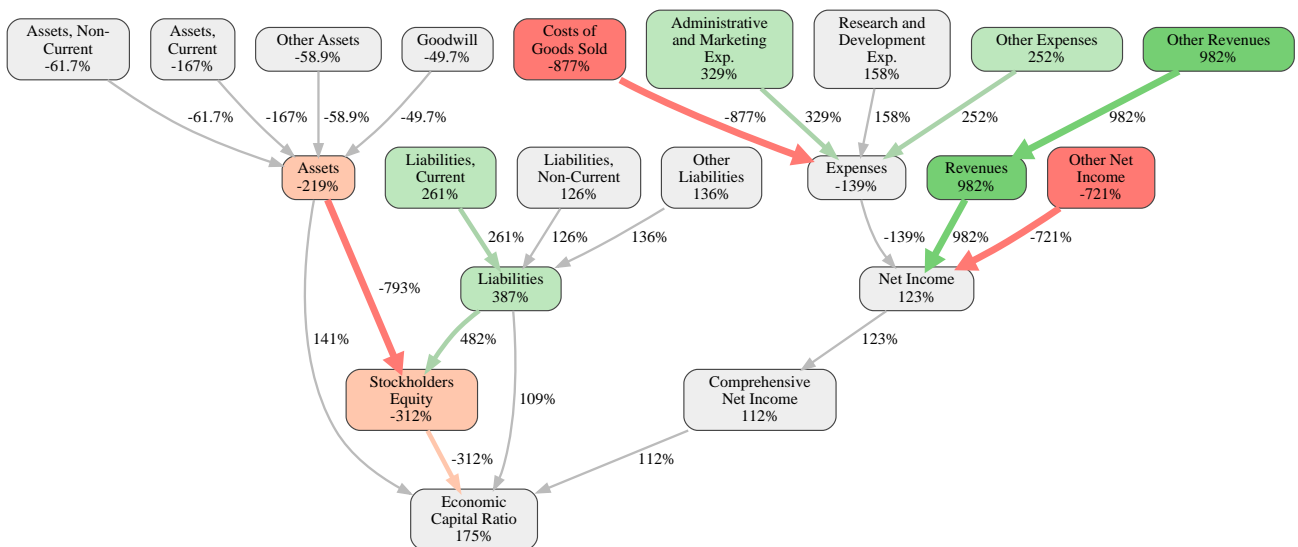 Assets, Non-
Current
-61.7%
Assets,
Current
-167%
Other Assets
-58.9%
Goodwill
-49.7%
Costs of
Goods Sold
-877%
Administrative
and Marketing
Exp.
329%
Research and
Development
Exp.
158%
Other Expenses
252%
Other Revenues
982%
-61.7%
-167%
-58.9%
-49.7%
-877%
329%
158%
252%
982%
Assets
-219%
Liabilities,
Current
261%
Liabilities,
Non-Current
126%
Other
Liabilities
136%
Expenses
-139%
Revenues
982%
Other Net
Income
-721%
261%
126%
136%
-139%
982%
-721%
-793%
Liabilities
387%
Net Income
123%
141%
482%
123%
Stockholders
Equity
-312%
109%
Comprehensive
Net Income
112%
-312%
112%
Economic
Capital Ratio
175%